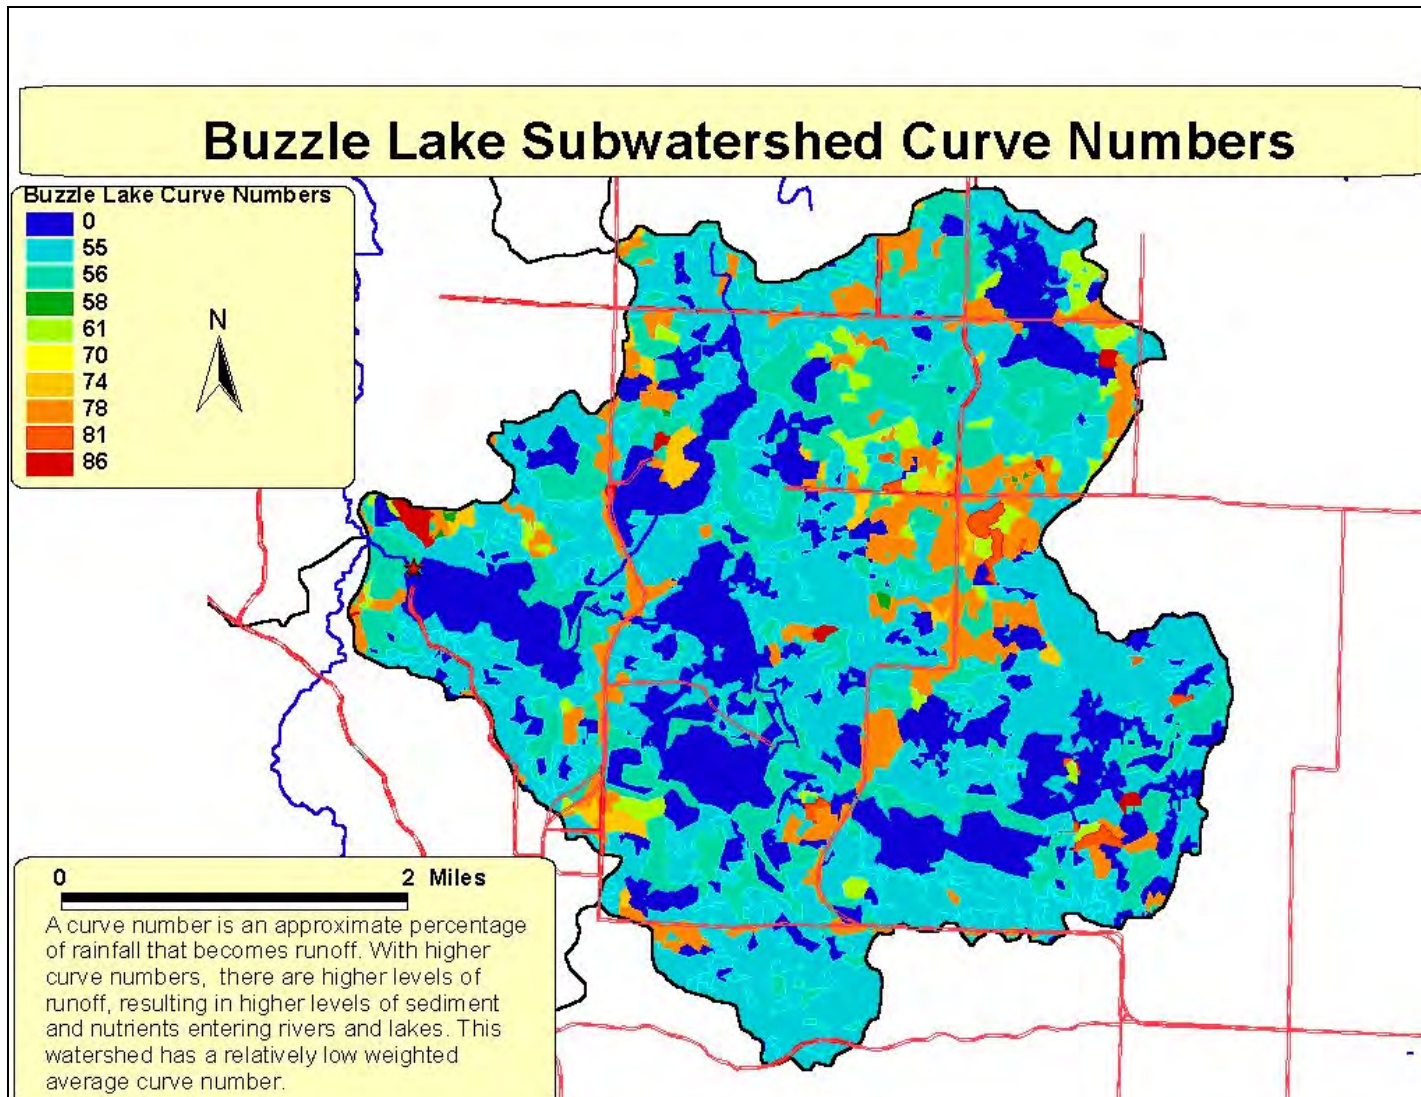 Buzzle Lake Subwatershed Curve Numbers
Buzzle Lake Curve Numbers
0
55
56
58
61
70
74
78
81
86
N
0 2 Miles
A curve number is an approximate percentage
of rainfall that becomes runoff. With higher
curve numbers, there are higher levels of
runoff, resulting in higher levels of sediment
and nutrients entering rivers and lakes. This
watershed has a relatively low weighted
average curve number.